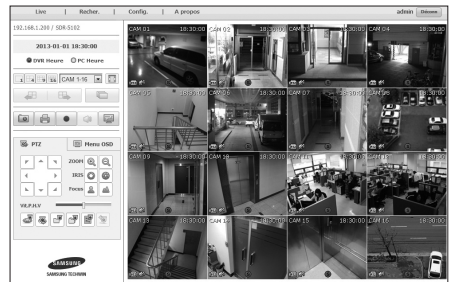 Live | Recher. | Config. | A propos
admin
192.168.1.200 / SDR-5102
2013-01-01 18:30:00
DVR Heure PC Heure
1 4 9 16 CAM 1-16
PTZ Menu OSD
ZOOM
IRIS
Focus
Vit.P.H.V
SAMSUNG
SAMSUNG TECHWIN
CAM 01 18:30:00
CAM 02 18:30:00
CAM 03 18:30:00
CAM 04 18:30:00
CAM 05 18:30:00
CAM 06 18:30:00
CAM 07 18:30:00
CAM 08 18:30:00
CAM 09 18:30:00
CAM 10 18:30:00
CAM 11 18:30:00
CAM 12 18:30:00
CAM 13 18:30:00
CAM 14 18:30:00
CAM 15 18:30:00
CAM 16 18:30:00